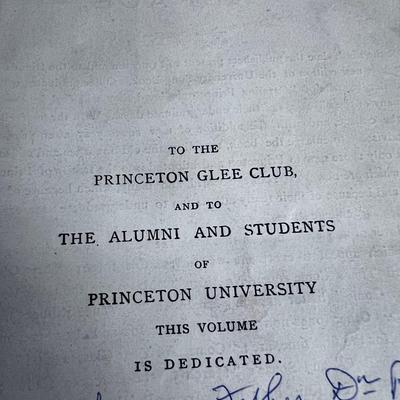 TO THE
PRINCETON GLEE CLUB,
AND TO
THE ALUMNI AND STUDENTS
OF
PRINCETON UNIVERSITY
THIS VOLUME
IS DEDICATED.